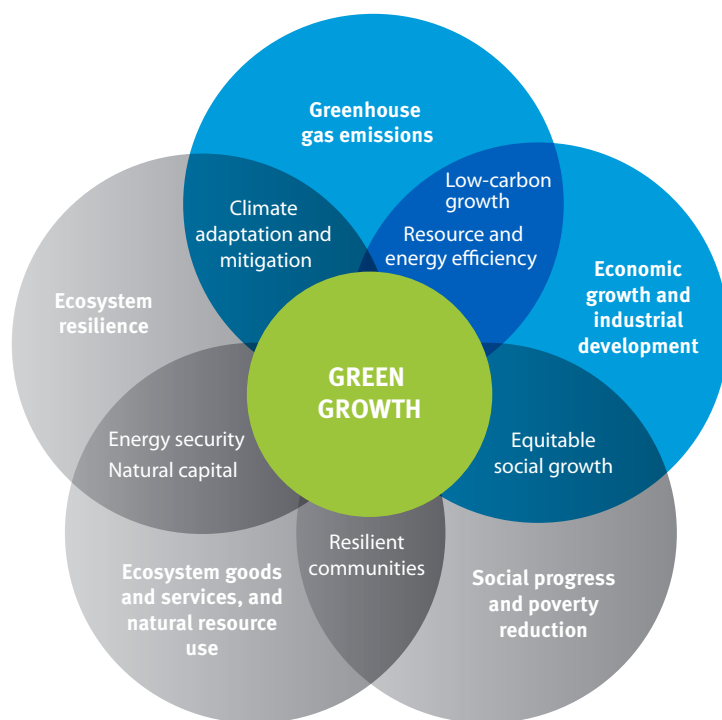 Greenhouse
gas emissions
Low-carbon
growth
Resource and
energy efficiency
Climate
adaptation and
mitigation
Economic
growth and
industrial
development
Ecosystem
resilience
GREEN
GROWTH
Energy security
Natural capital
Equitable
social growth
Resilient
communities
Ecosystem goods
and services, and
natural resource
use
Social progress
and poverty
reduction